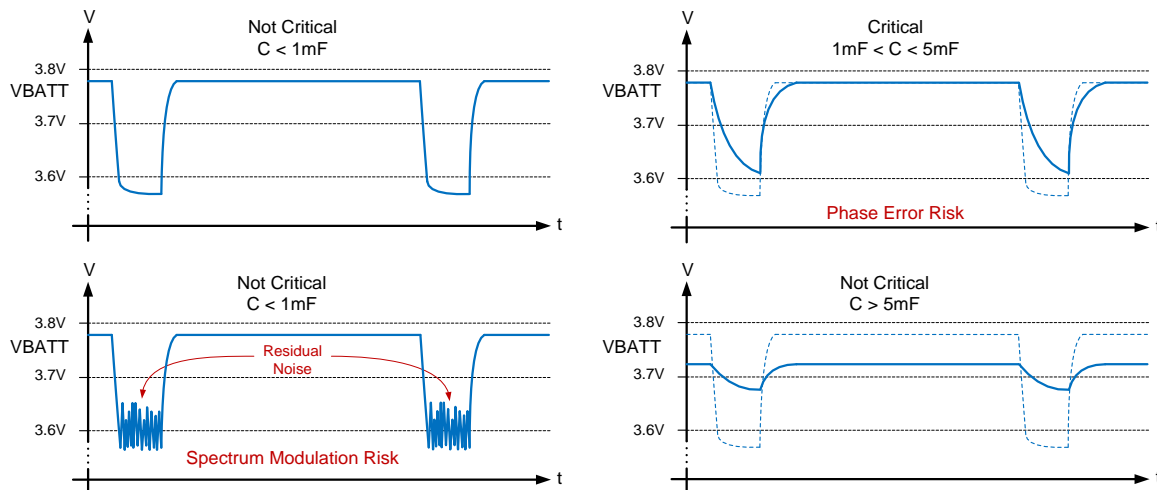 V
Not Critical
C < 1mF
3.8V
VBATT
3.7V
3.6V
t
V
Critical
1mF < C < 5mF
3.8V
VBATT
3.7V
3.6V
Phase Error Risk
t
V
Not Critical
C < 1mF
3.8V
VBATT
Residual
Noise
3.7V
3.6V
Spectrum Modulation Risk
t
V
Not Critical
C > 5mF
3.8V
VBATT
3.7V
3.6V
t